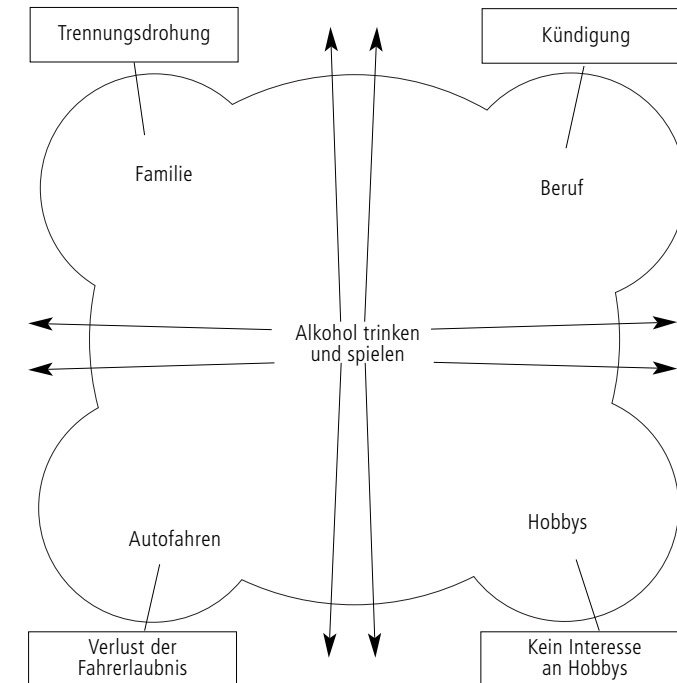 Trennungsdrohung
Kündigung
Familie
Beruf
Alkohol trinken
und spielen
Autofahren
Hobbys
Verlust der
Fahrerlaubnis
Kein Interesse
an Hobbys